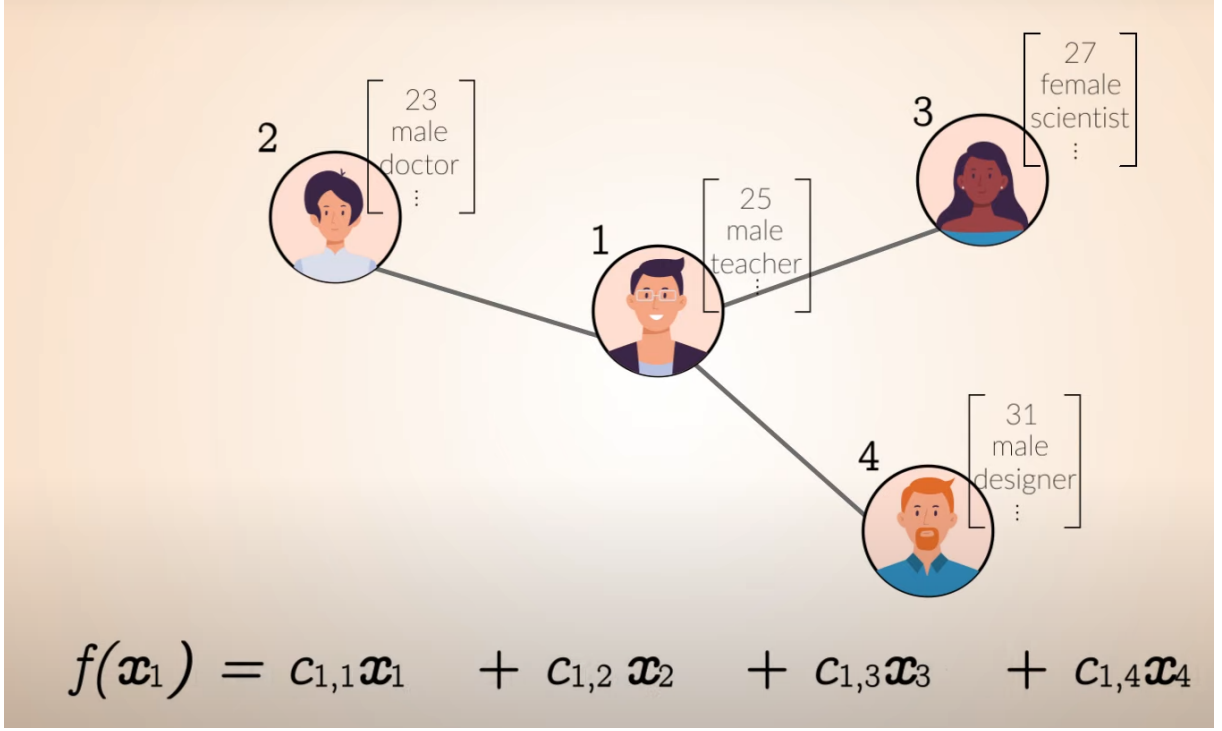 2
23
male
doctor
⋮
3
27
female
scientist
⋮
1
25
male
teacher
⋮
4
31
male
designer
⋮
f(x₁) = c₁,₁x₁ + c₁,₂ x₂ + c₁,₃x₃ + c₁,₄x₄